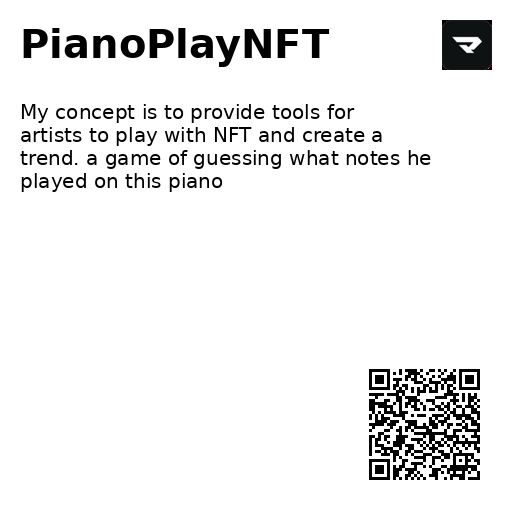 PianoPlayNFT
My concept is to provide tools for
artists to play with NFT and create a
trend. a game of guessing what notes he
played on this piano